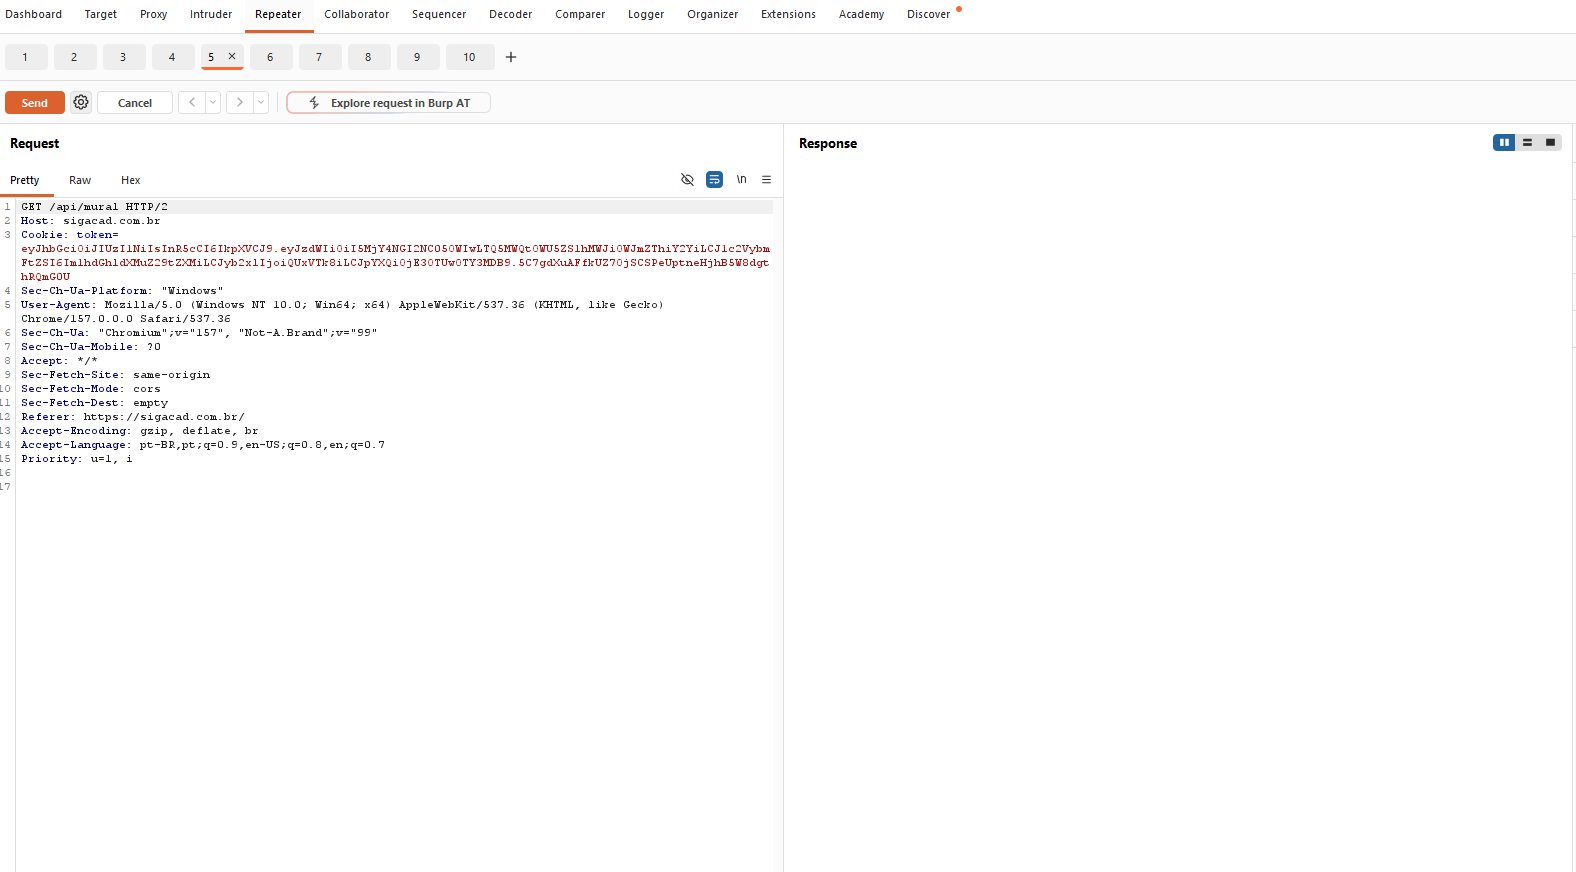 Dashboard Target Proxy Intruder Repeater Collaborator Sequencer Decoder Comparer Logger Organizer Extensions Academy Discover
1 2 3 4 5 × 6 7 8 9 10 +
Send Cancel < > Explore request in Burp AT
Request
Pretty Raw Hex \n
1 GET /api/mural HTTP/2
2 Host: sigacad.com.br
3 Cookie: token=
4 Sec-Ch-Ua-Platform: "Windows"
5 User-Agent: Mozilla/5.0 (Windows NT 10.0; Win64; x64) AppleWebKit/537.36 (KHTML, like Gecko)
Chrome/157.0.0.0 Safari/537.36
6 Sec-Ch-Ua: "Chromium";v="157", "Not-A.Brand";v="99"
7 Sec-Ch-Ua-Mobile: ?0
8 Accept: */*
9 Sec-Fetch-Site: same-origin
10 Sec-Fetch-Mode: cors
11 Sec-Fetch-Dest: empty
12 Referer: https://sigacad.com.br/
13 Accept-Encoding: gzip, deflate, br
14 Accept-Language: pt-BR,pt;q=0.9,en-US;q=0.8,en;q=0.7
15 Priority: u=1, i
16
17
Response